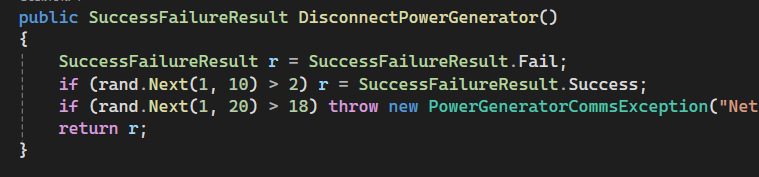 public SuccessFailureResult DisconnectPowerGenerator()
{
SuccessFailureResult r = SuccessFailureResult.Fail;
if (rand.Next(1, 10) > 2) r = SuccessFailureResult.Success;
if (rand.Next(1, 20) > 18) throw new PowerGeneratorCommsException("Net
return r;
}